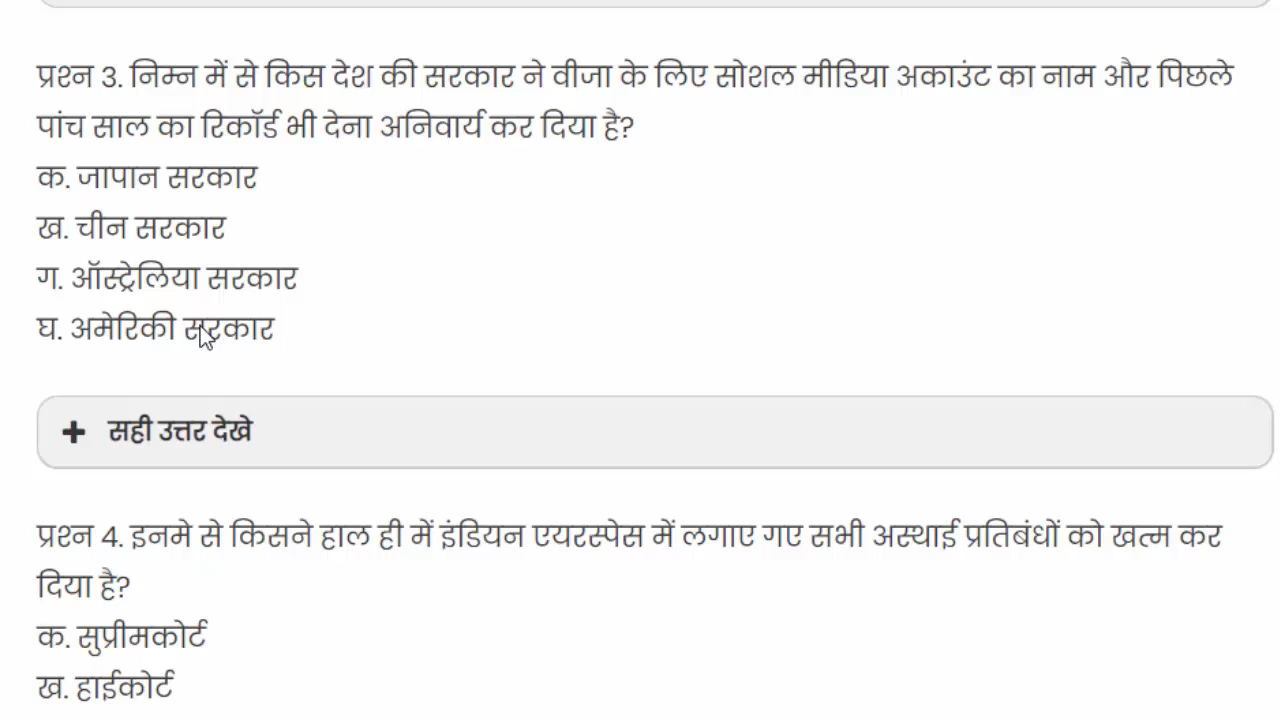 प्रश्न 3. निम्न में से किस देश की सरकार ने वीजा के लिए सोशल मीडिया अकाउंट का नाम और पिछले
पांच साल का रिकॉर्ड भी देना अनिवार्य कर दिया है?
क. जापान सरकार
ख. चीन सरकार
ग. ऑस्ट्रेलिया सरकार
घ. अमेरिकी सरकार
+ सही उत्तर देखे
प्रश्न 4. इनमे से किसने हाल ही में इंडियन एयरस्पेस में लगाए गए सभी अस्थाई प्रतिबंधों को खत्म कर
दिया है?
क. सुप्रीमकोर्ट
ख. हाईकोर्ट